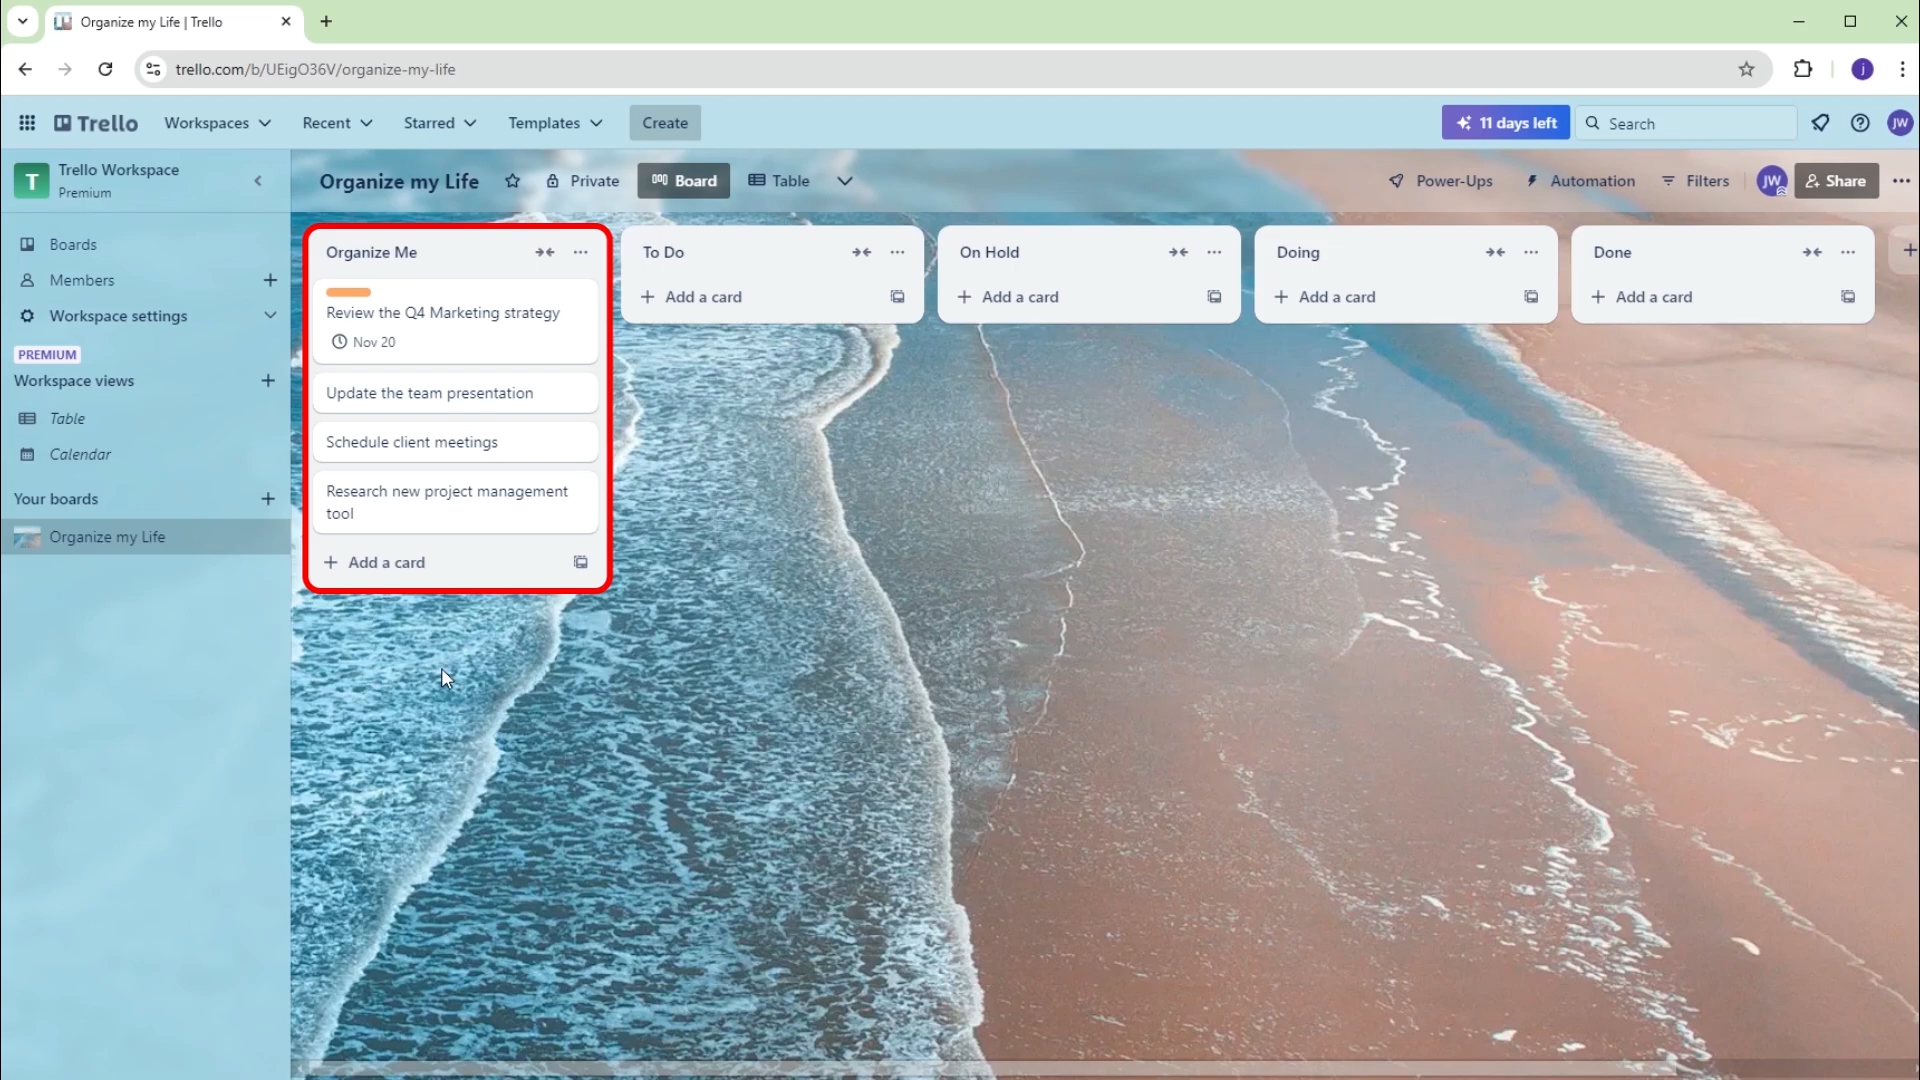 Organize my Life | Trello
trello.com/b/UEigO36V/organize-my-life
j
Trello
Workspaces
Recent
Starred
Templates
Create
11 days left
Search
JW
T
Trello Workspace
Premium
Organize my Life
Private
Board
Table
Power-Ups
Automation
Filters
JW
Share
Boards
Members
Workspace settings
PREMIUM
Workspace views
Table
Calendar
Your boards
Organize my Life
Organize Me
Review the Q4 Marketing strategy
Nov 20
Update the team presentation
Schedule client meetings
Research new project management
tool
Add a card
To Do
Add a card
On Hold
Add a card
Doing
Add a card
Done
Add a card